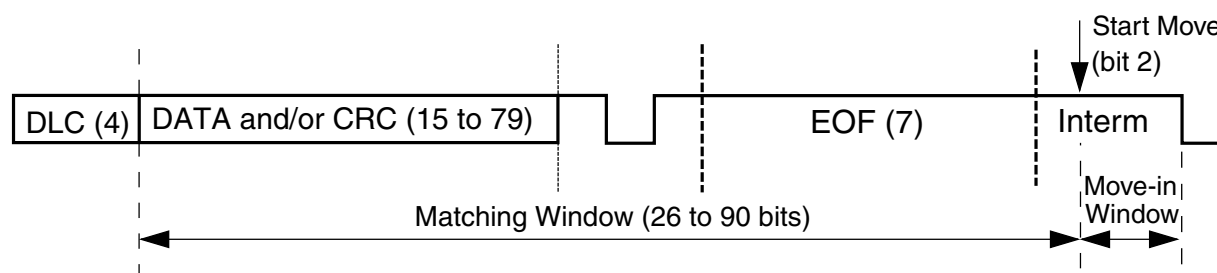 Start Move
(bit 2)
DLC (4)
DATA and/or CRC (15 to 79)
EOF (7)
Interm
Matching Window (26 to 90 bits)
Move-in
Window